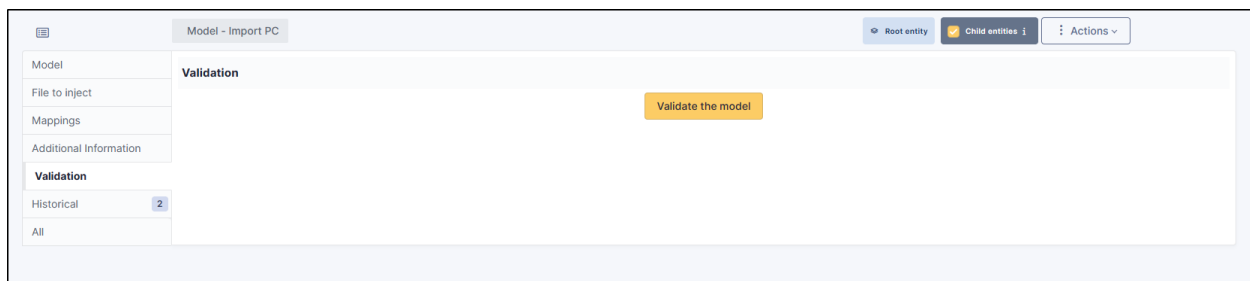 Model - Import PC
Root entity
Child entities i
Actions
Model
File to inject
Mappings
Additional Information
Validation
Historical 2
All
Validation
Validate the model